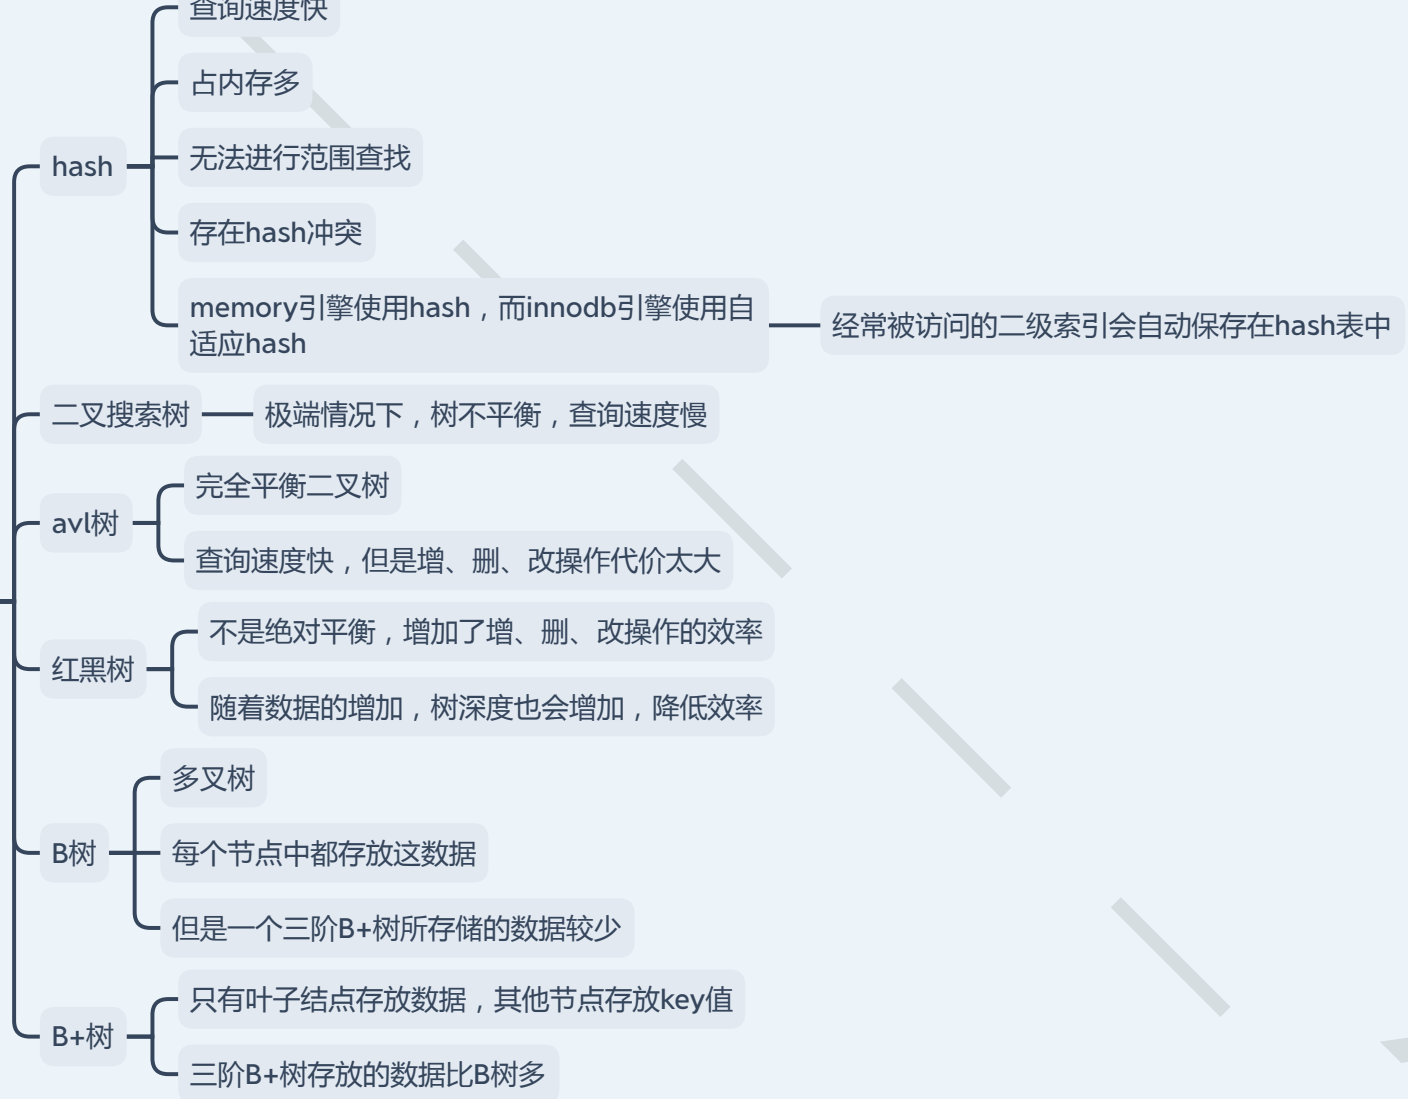 查询速度快
占内存多
无法进行范围查找
hash
存在hash冲突
memory引擎使用hash，而innodb引擎使用自
适应hash
经常被访问的二级索引会自动保存在hash表中
二叉搜索树
极端情况下，树不平衡，查询速度慢
avl树
完全平衡二叉树
查询速度快，但是增、删、改操作代价太大
红黑树
不是绝对平衡，增加了增、删、改操作的效率
随着数据的增加，树深度也会增加，降低效率
B树
多叉树
每个节点中都存放这数据
但是一个三阶B+树所存储的数据较少
B+树
只有叶子结点存放数据，其他节点存放key值
三阶B+树存放的数据比B树多